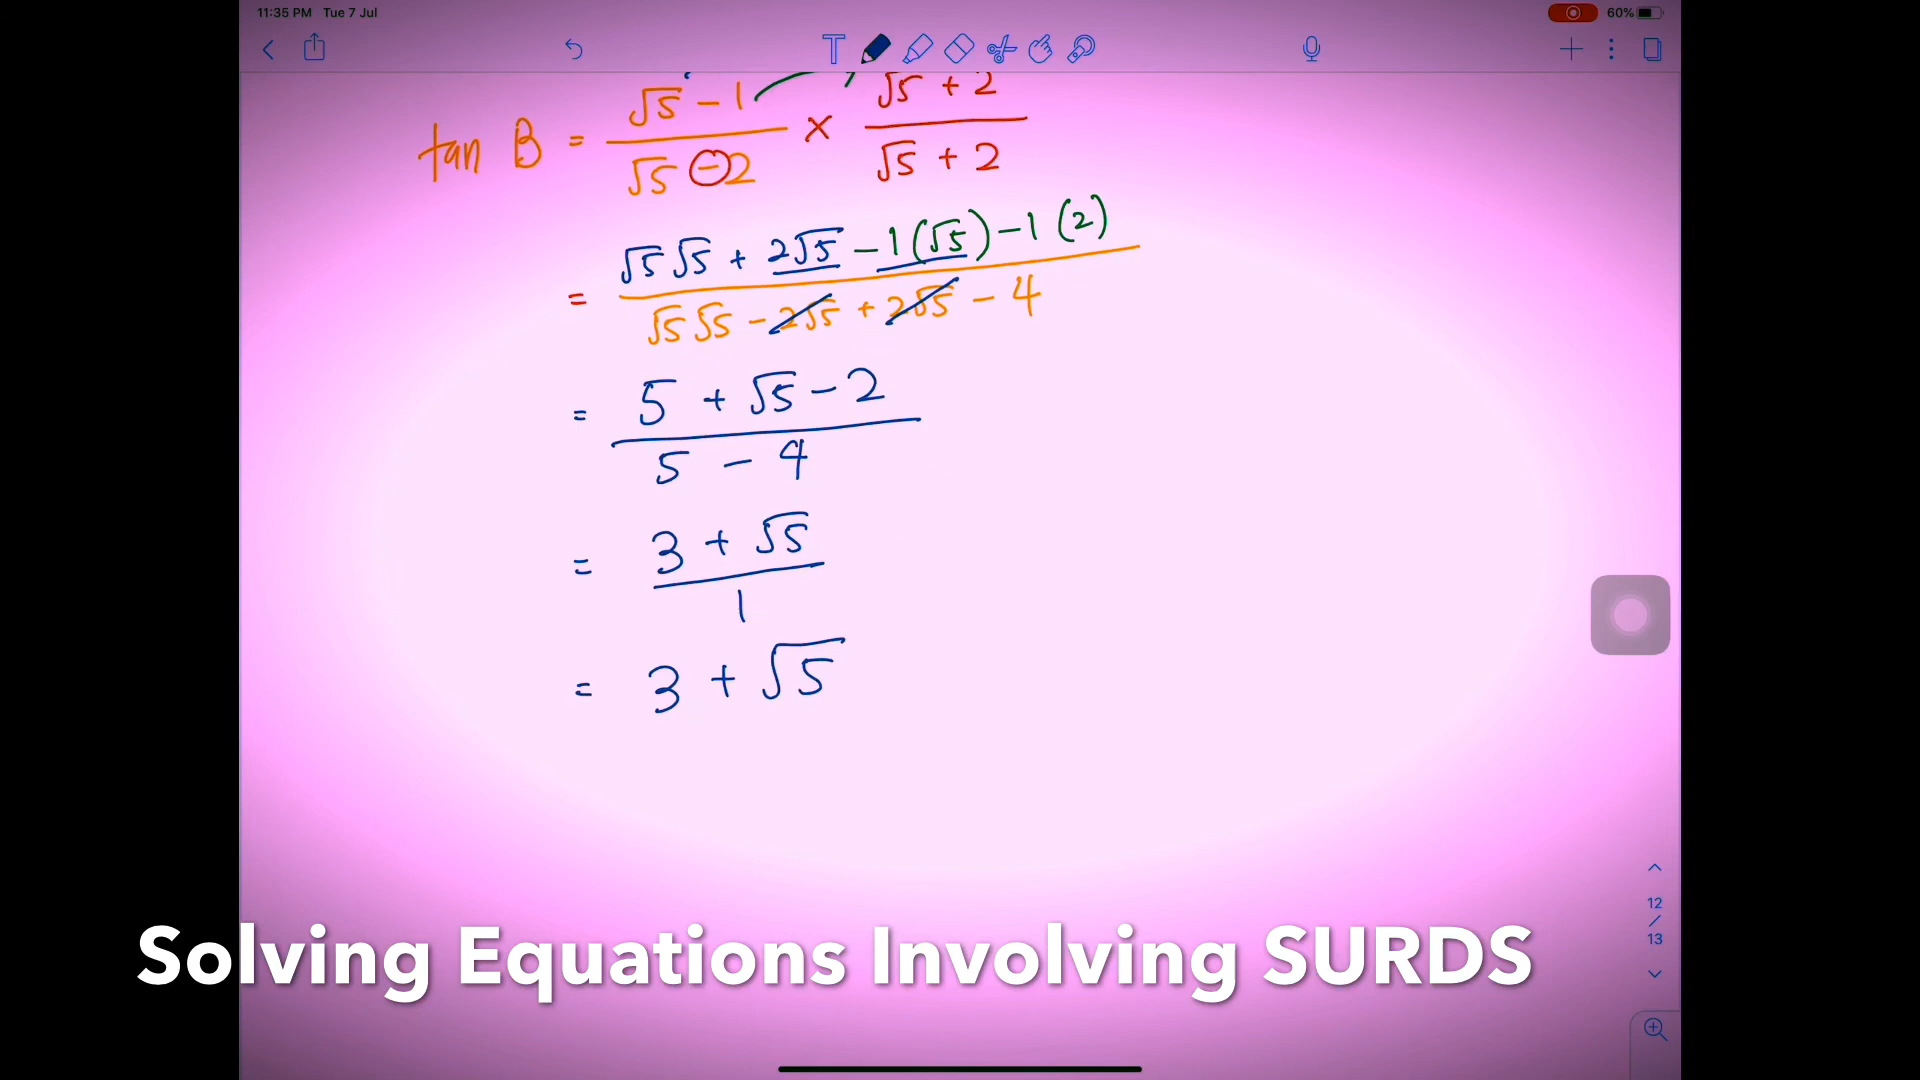 11:35 PM Tue 7 Jul
60%
T
tan B = √5 - 1 / √5 - 2 × √5 + 2 / √5 + 2
= √5 √5 + 2√5 - 1(√5) - 1(2) / √5 √5 - 2√5 + 2√5 - 4
= 5 + √5 - 2 / 5 - 4
= 3 + √5 / 1
= 3 + √5
12
/
13
Solving Equations Involving SURDS